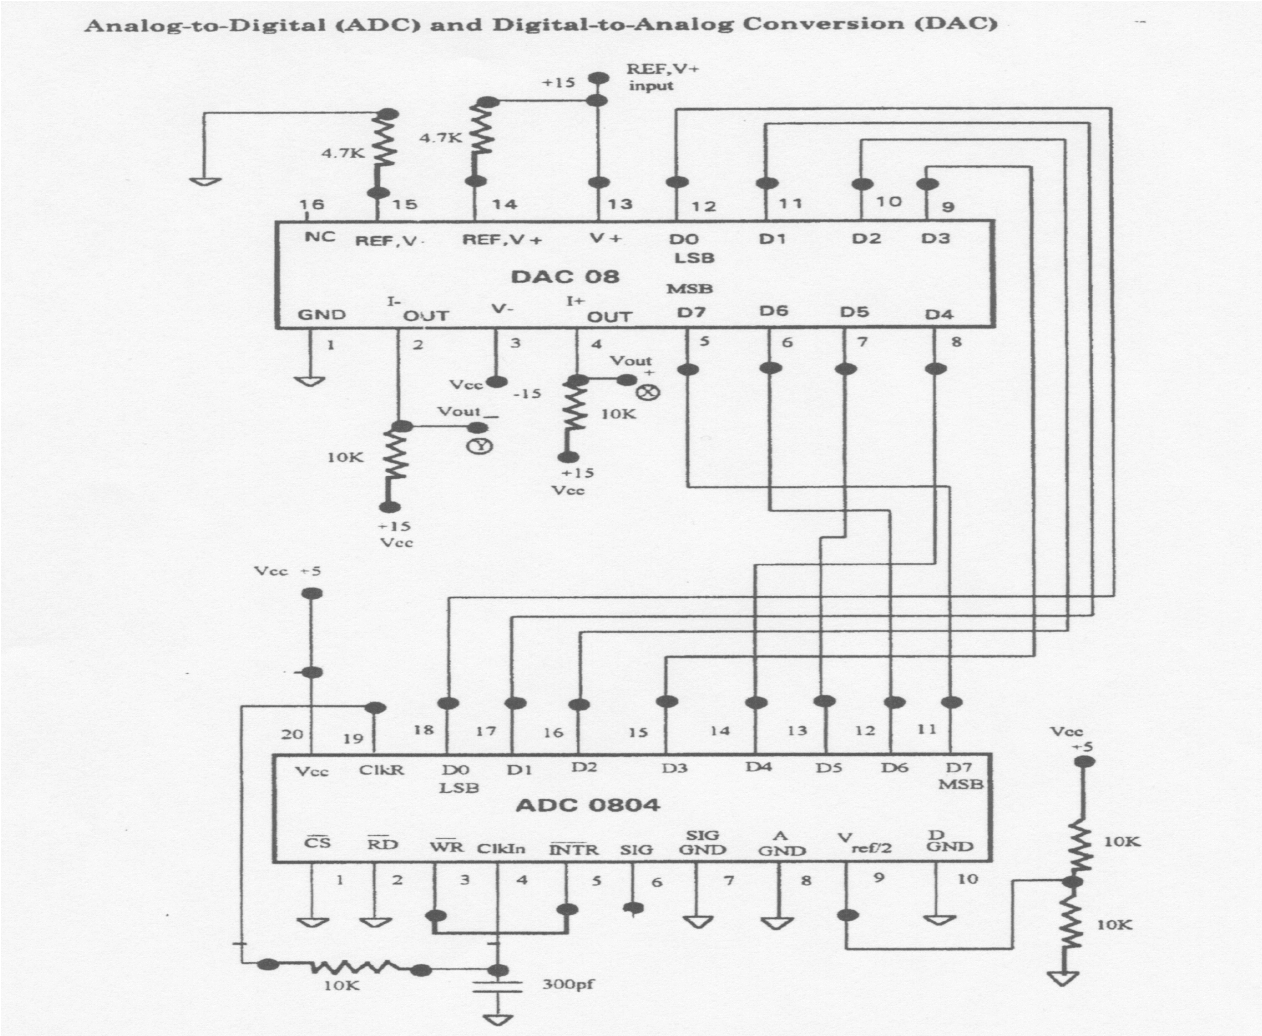 Analog-to-Digital (ADC) and Digital-to-Analog Conversion (DAC)
+15
REF,V+
input
4.7K
4.7K
16
15
14
13
12
11
10
9
NC
REF,V-
REF,V+
V+
D0
LSB
D1
D2
D3
DAC 08
MSB
GND
I-
OUT
V-
I+
OUT
D7
D6
D5
D4
1
2
3
4
5
6
7
8
Vcc
-15
Vout
+
X
10K
Vout
Y
10K
+15
Vcc
+15
Vcc
Vcc +5
20
19
18
17
16
15
14
13
12
11
Vcc
+5
Vcc
ClkR
D0
LSB
D1
D2
D3
D4
D5
D6
D7
MSB
ADC 0804
CS
RD
WR
ClkIn
INTR
SIG
SIG
GND
A
GND
V
ref/2
D
GND
1
2
3
4
5
6
7
8
9
10
10K
10K
10K
300pf